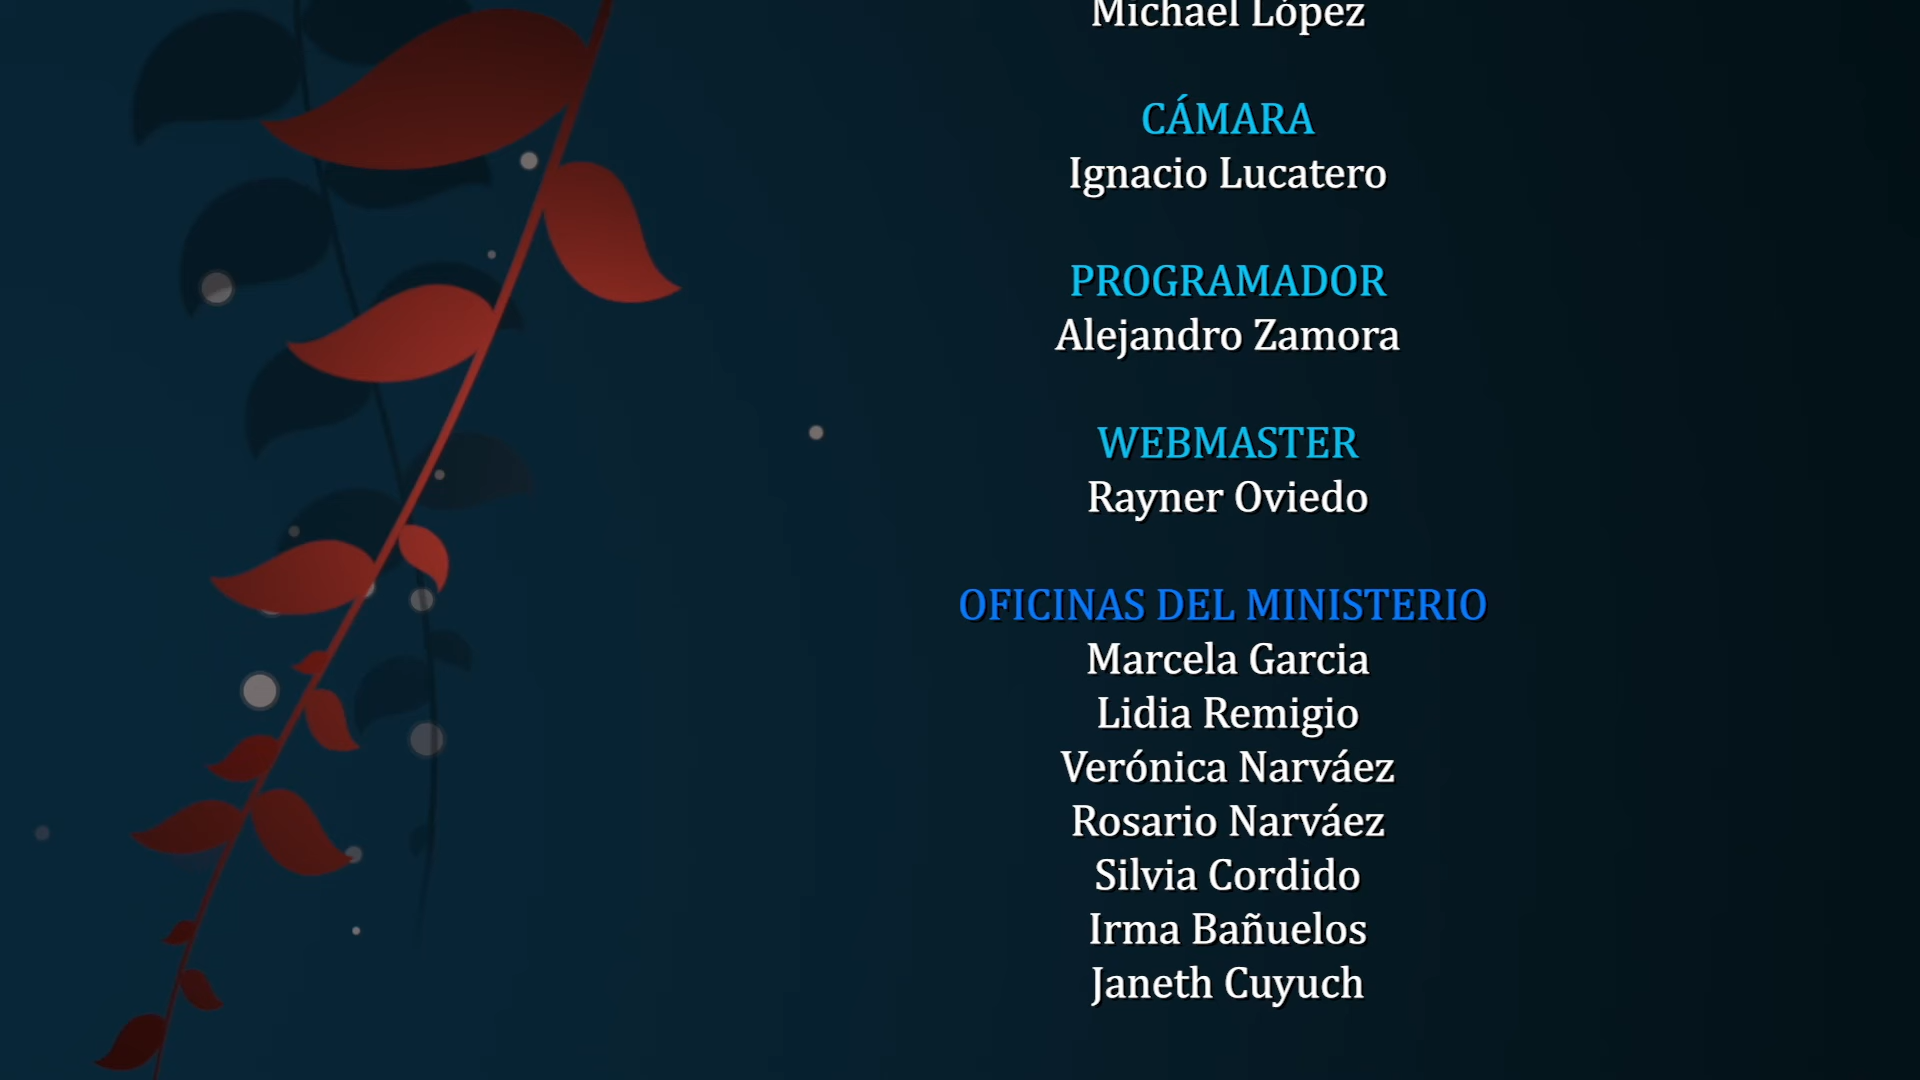 Michael López
CÁMARA
Ignacio Lucatero
PROGRAMADOR
Alejandro Zamora
WEBMASTER
Rayner Oviedo
OFICINAS DEL MINISTERIO
Marcela Garcia
Lidia Remigio
Verónica Narváez
Rosario Narváez
Silvia Cordido
Irma Bañuelos
Janeth Cuyuch